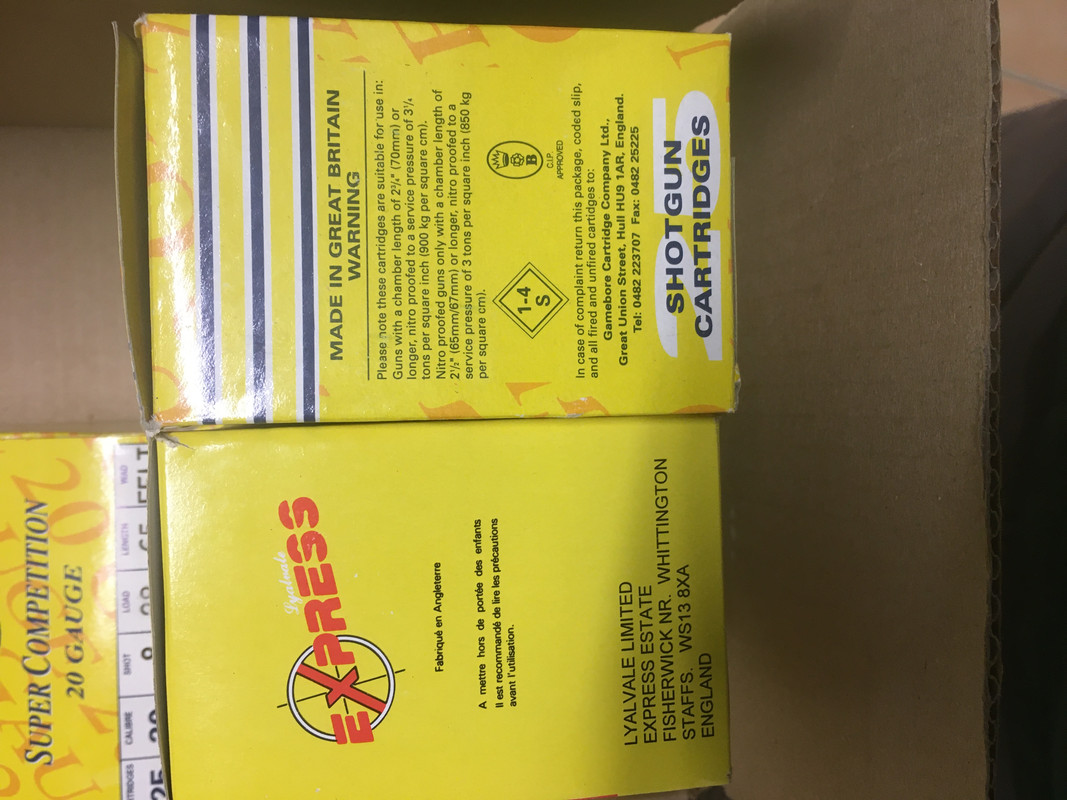 MADE IN GREAT BRITAIN
WARNING
Please note these cartridges are suitable for use in:
Guns with a chamber length of 2¾" (70mm) or
longer, nitro proofed to a service pressure of 3¼
tons per square inch (900 kg per square cm).
Nitro proofed guns only with a chamber length of
2½" (65mm/67mm) or longer, nitro proofed to a
service pressure of 3 tons per square inch (850 kg
per square cm).
1-4
S
B
C.I.P.
APPROVED
In case of complaint return this package, coded slip,
and all fired and unfired cartidges to:
Gamebore Cartridge Company Ltd.,
Great Union Street, Hull HU9 1AR, England.
Tel: 0482 223707 Fax: 0482 25225
25
SHOTGUN
CARTRIDGES
Lyalvale
EXPRESS
Fabriqué en Angleterre
A mettre hors de portée des enfants
Il est recommandé de lire les précautions
avant l'utilisation.
LYALVALE LIMITED
EXPRESS ESTATE
FISHERWICK NR. WHITTINGTON
STAFFS. WS13 8XA
ENGLAND
SUPER COMPETITION
20 GAUGE
CALIBRE SHOT LOAD LENGTH WAD
FELT